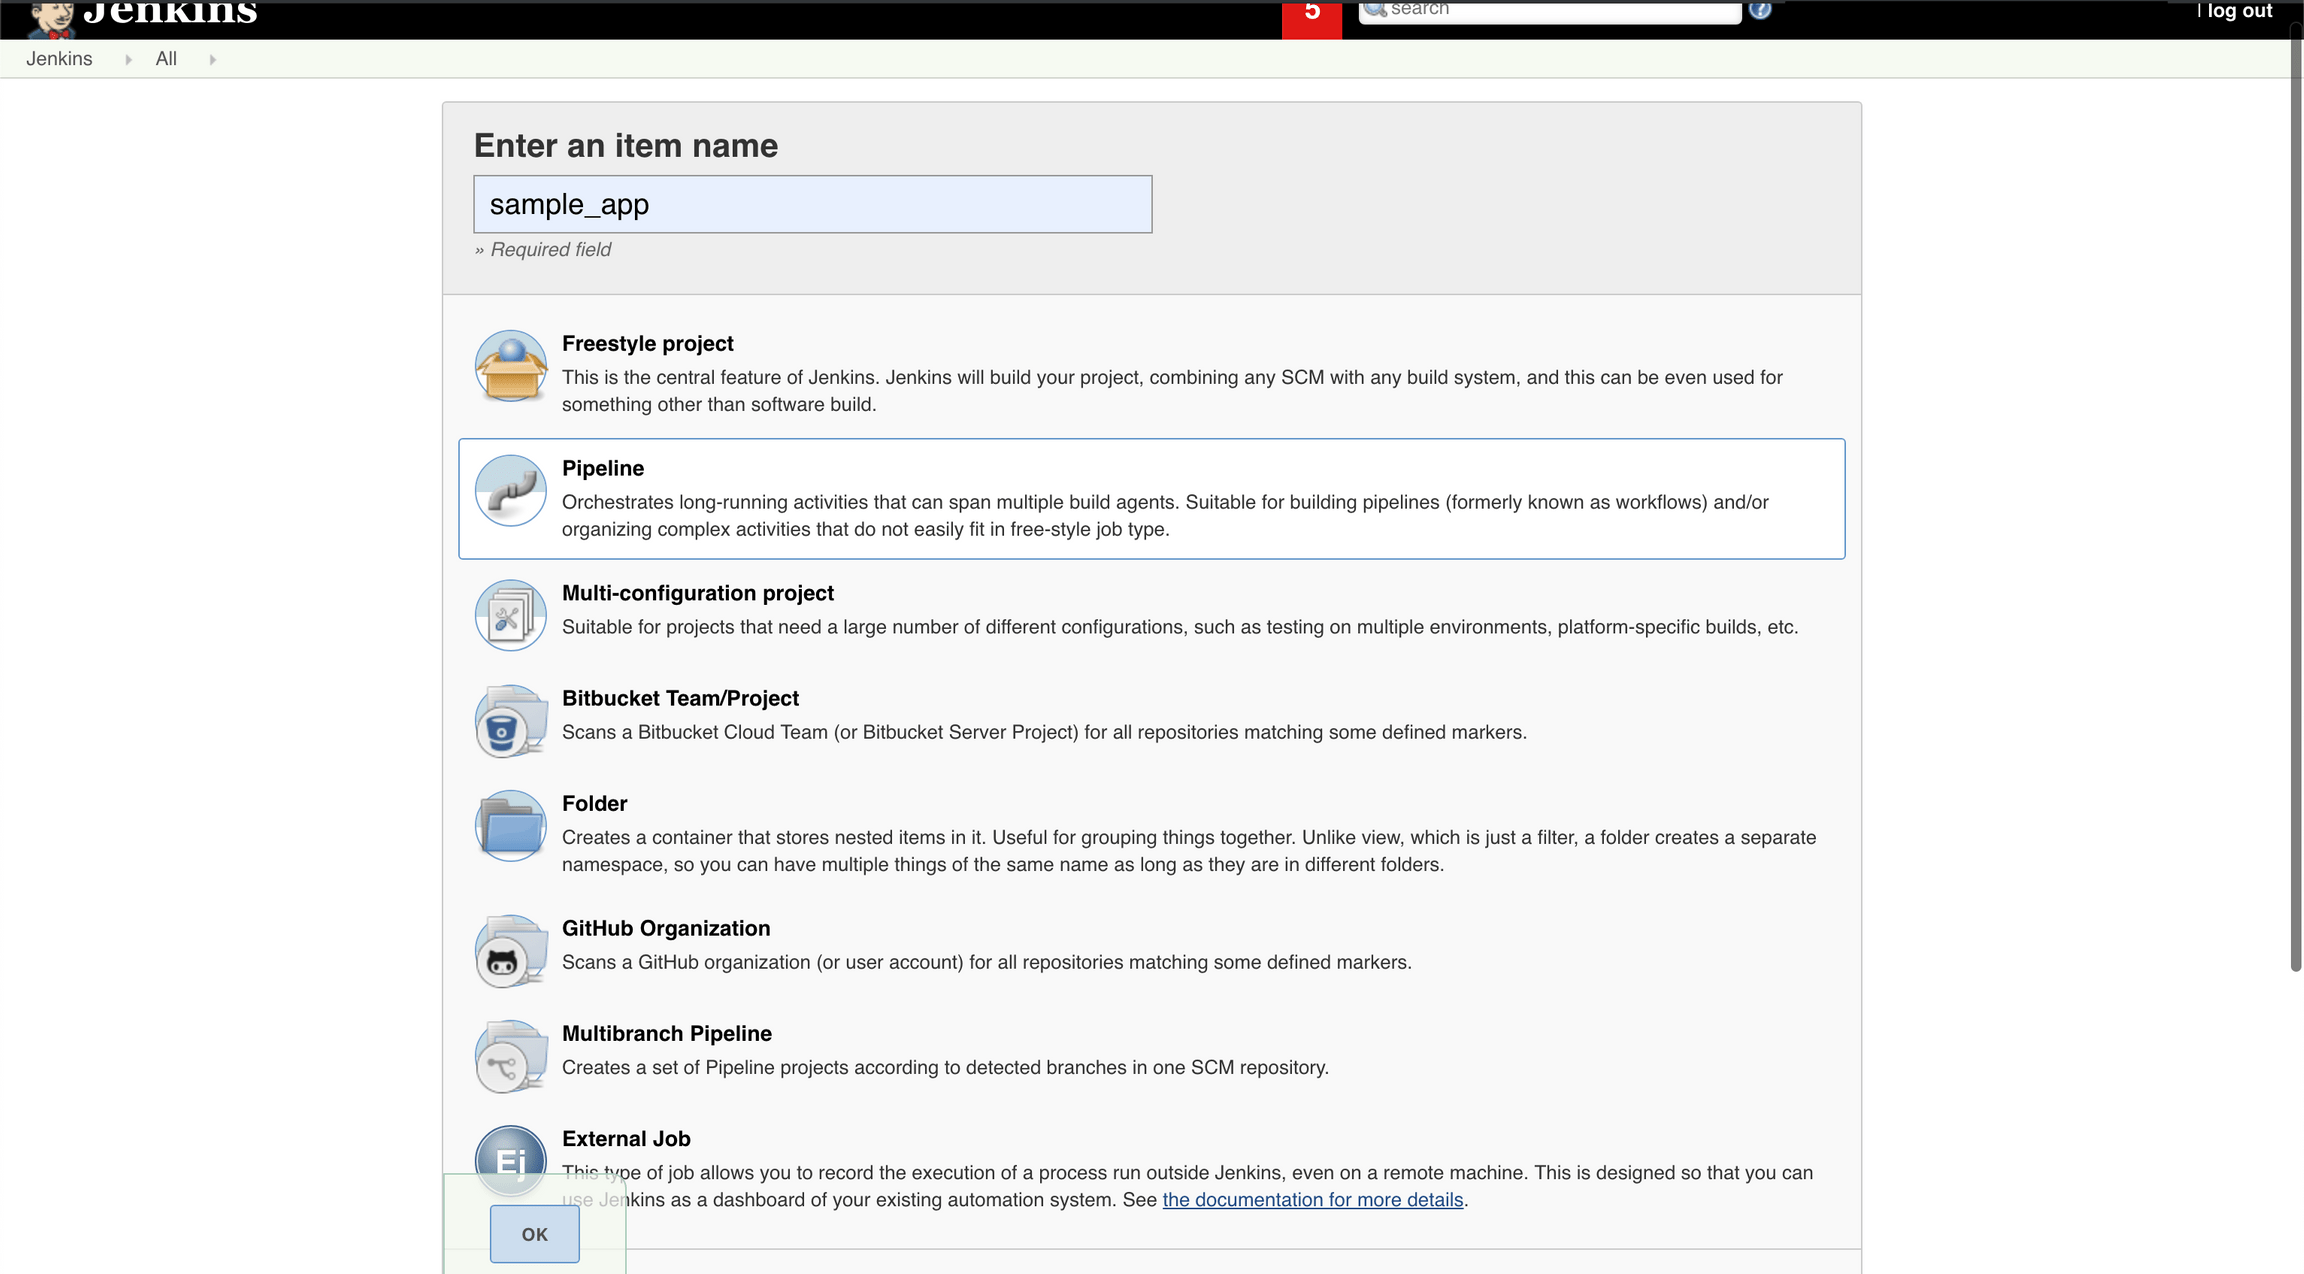 Jenkins
5
search
| log out
Jenkins
All
Enter an item name
sample_app
» Required field
Freestyle project
This is the central feature of Jenkins. Jenkins will build your project, combining any SCM with any build system, and this can be even used for
something other than software build.
Pipeline
Orchestrates long-running activities that can span multiple build agents. Suitable for building pipelines (formerly known as workflows) and/or
organizing complex activities that do not easily fit in free-style job type.
Multi-configuration project
Suitable for projects that need a large number of different configurations, such as testing on multiple environments, platform-specific builds, etc.
Bitbucket Team/Project
Scans a Bitbucket Cloud Team (or Bitbucket Server Project) for all repositories matching some defined markers.
Folder
Creates a container that stores nested items in it. Useful for grouping things together. Unlike view, which is just a filter, a folder creates a separate
namespace, so you can have multiple things of the same name as long as they are in different folders.
GitHub Organization
Scans a GitHub organization (or user account) for all repositories matching some defined markers.
Multibranch Pipeline
Creates a set of Pipeline projects according to detected branches in one SCM repository.
External Job
Ej
This type of job allows you to record the execution of a process run outside Jenkins, even on a remote machine. This is designed so that you can
use Jenkins as a dashboard of your existing automation system. See the documentation for more details.
OK